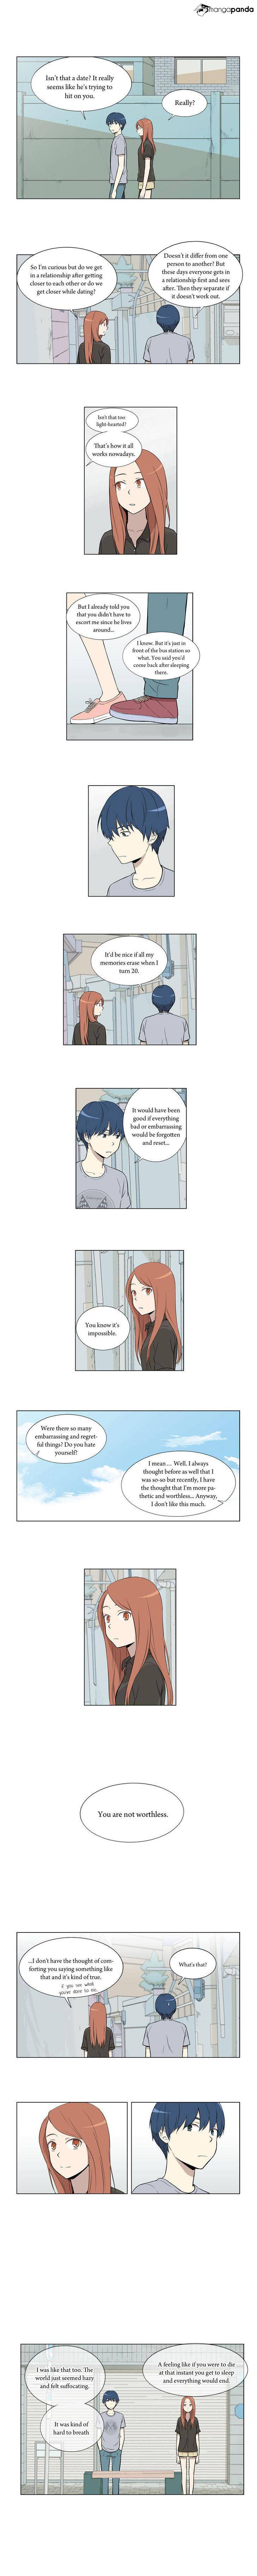 mangapanda
Isn't that a date? It really
seems like he's trying to
hit on you.
Really?
So I'm curious but do we get
in a relationship after getting
closer to each other or do we
get closer while dating?
Doesn't it differ from one
person to another? But
these days everyone gets in
a relationship first and sees
after. Then they separate if
it doesn't work out.
Isn't that too
light-hearted?
That's how it all
works nowadays.
But I already told you
that you didn't have to
escort me since he lives
around...
I know. But it's just in
front of the bus station so
what. You said you'd
come back after sleeping
there.
It'd be nice if all my
memories erase when I
turn 20.
It would have been
good if everything
bad or embarrassing
would be forgotten
and reset...
You know it's
impossible.
Were there so many
embarrassing and regret-
ful things? Do you hate
yourself?
I mean ... Well. I always
thought before as well that I
was so-so but recently, I have
the thought that I'm more pa-
thetic and worthless... Anyway,
I don't like this much.
You are not worthless.
...I don't have the thought of com-
forting you saying something like
that and it's kind of true.
if you see what
you've done to me.
What's that?
I was like that too. The
world just seemed hazy
and felt suffocating.
It was kind of
hard to breath
A feeling like if you were to die
at that instant you get to sleep
and everything would end.